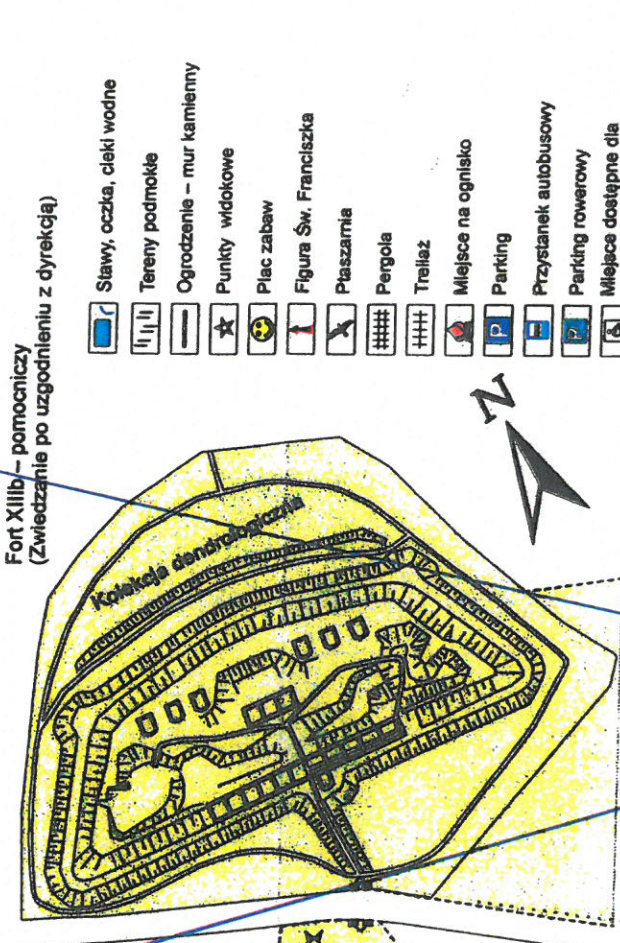 Fort XIIIb – pomocniczy
(Zwiedzanie po uzgodnieniu z dyrekcją)
Kolekcja dendrologiczna
N
Stawy, oczka, cieki wodne
Tereny podmokłe
Ogrodzenie – mur kamienny
Punkty widokowe
Plac zabaw
Figura Św. Franciszka
Ptaszarnia
Pergola
Treliaż
Miejsce na ognisko
P Parking
Przystanek autobusowy
Parking rowerowy
Miejsce dostępne dla